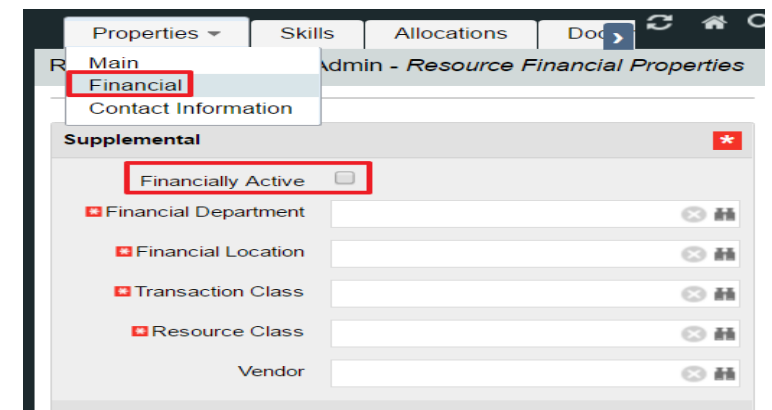 Properties Skills Allocations Doc
Main
R Admin - Resource Financial Properties
Financial
Contact Information
Supplemental
Financially Active
Financial Department
Financial Location
Transaction Class
Resource Class
Vendor